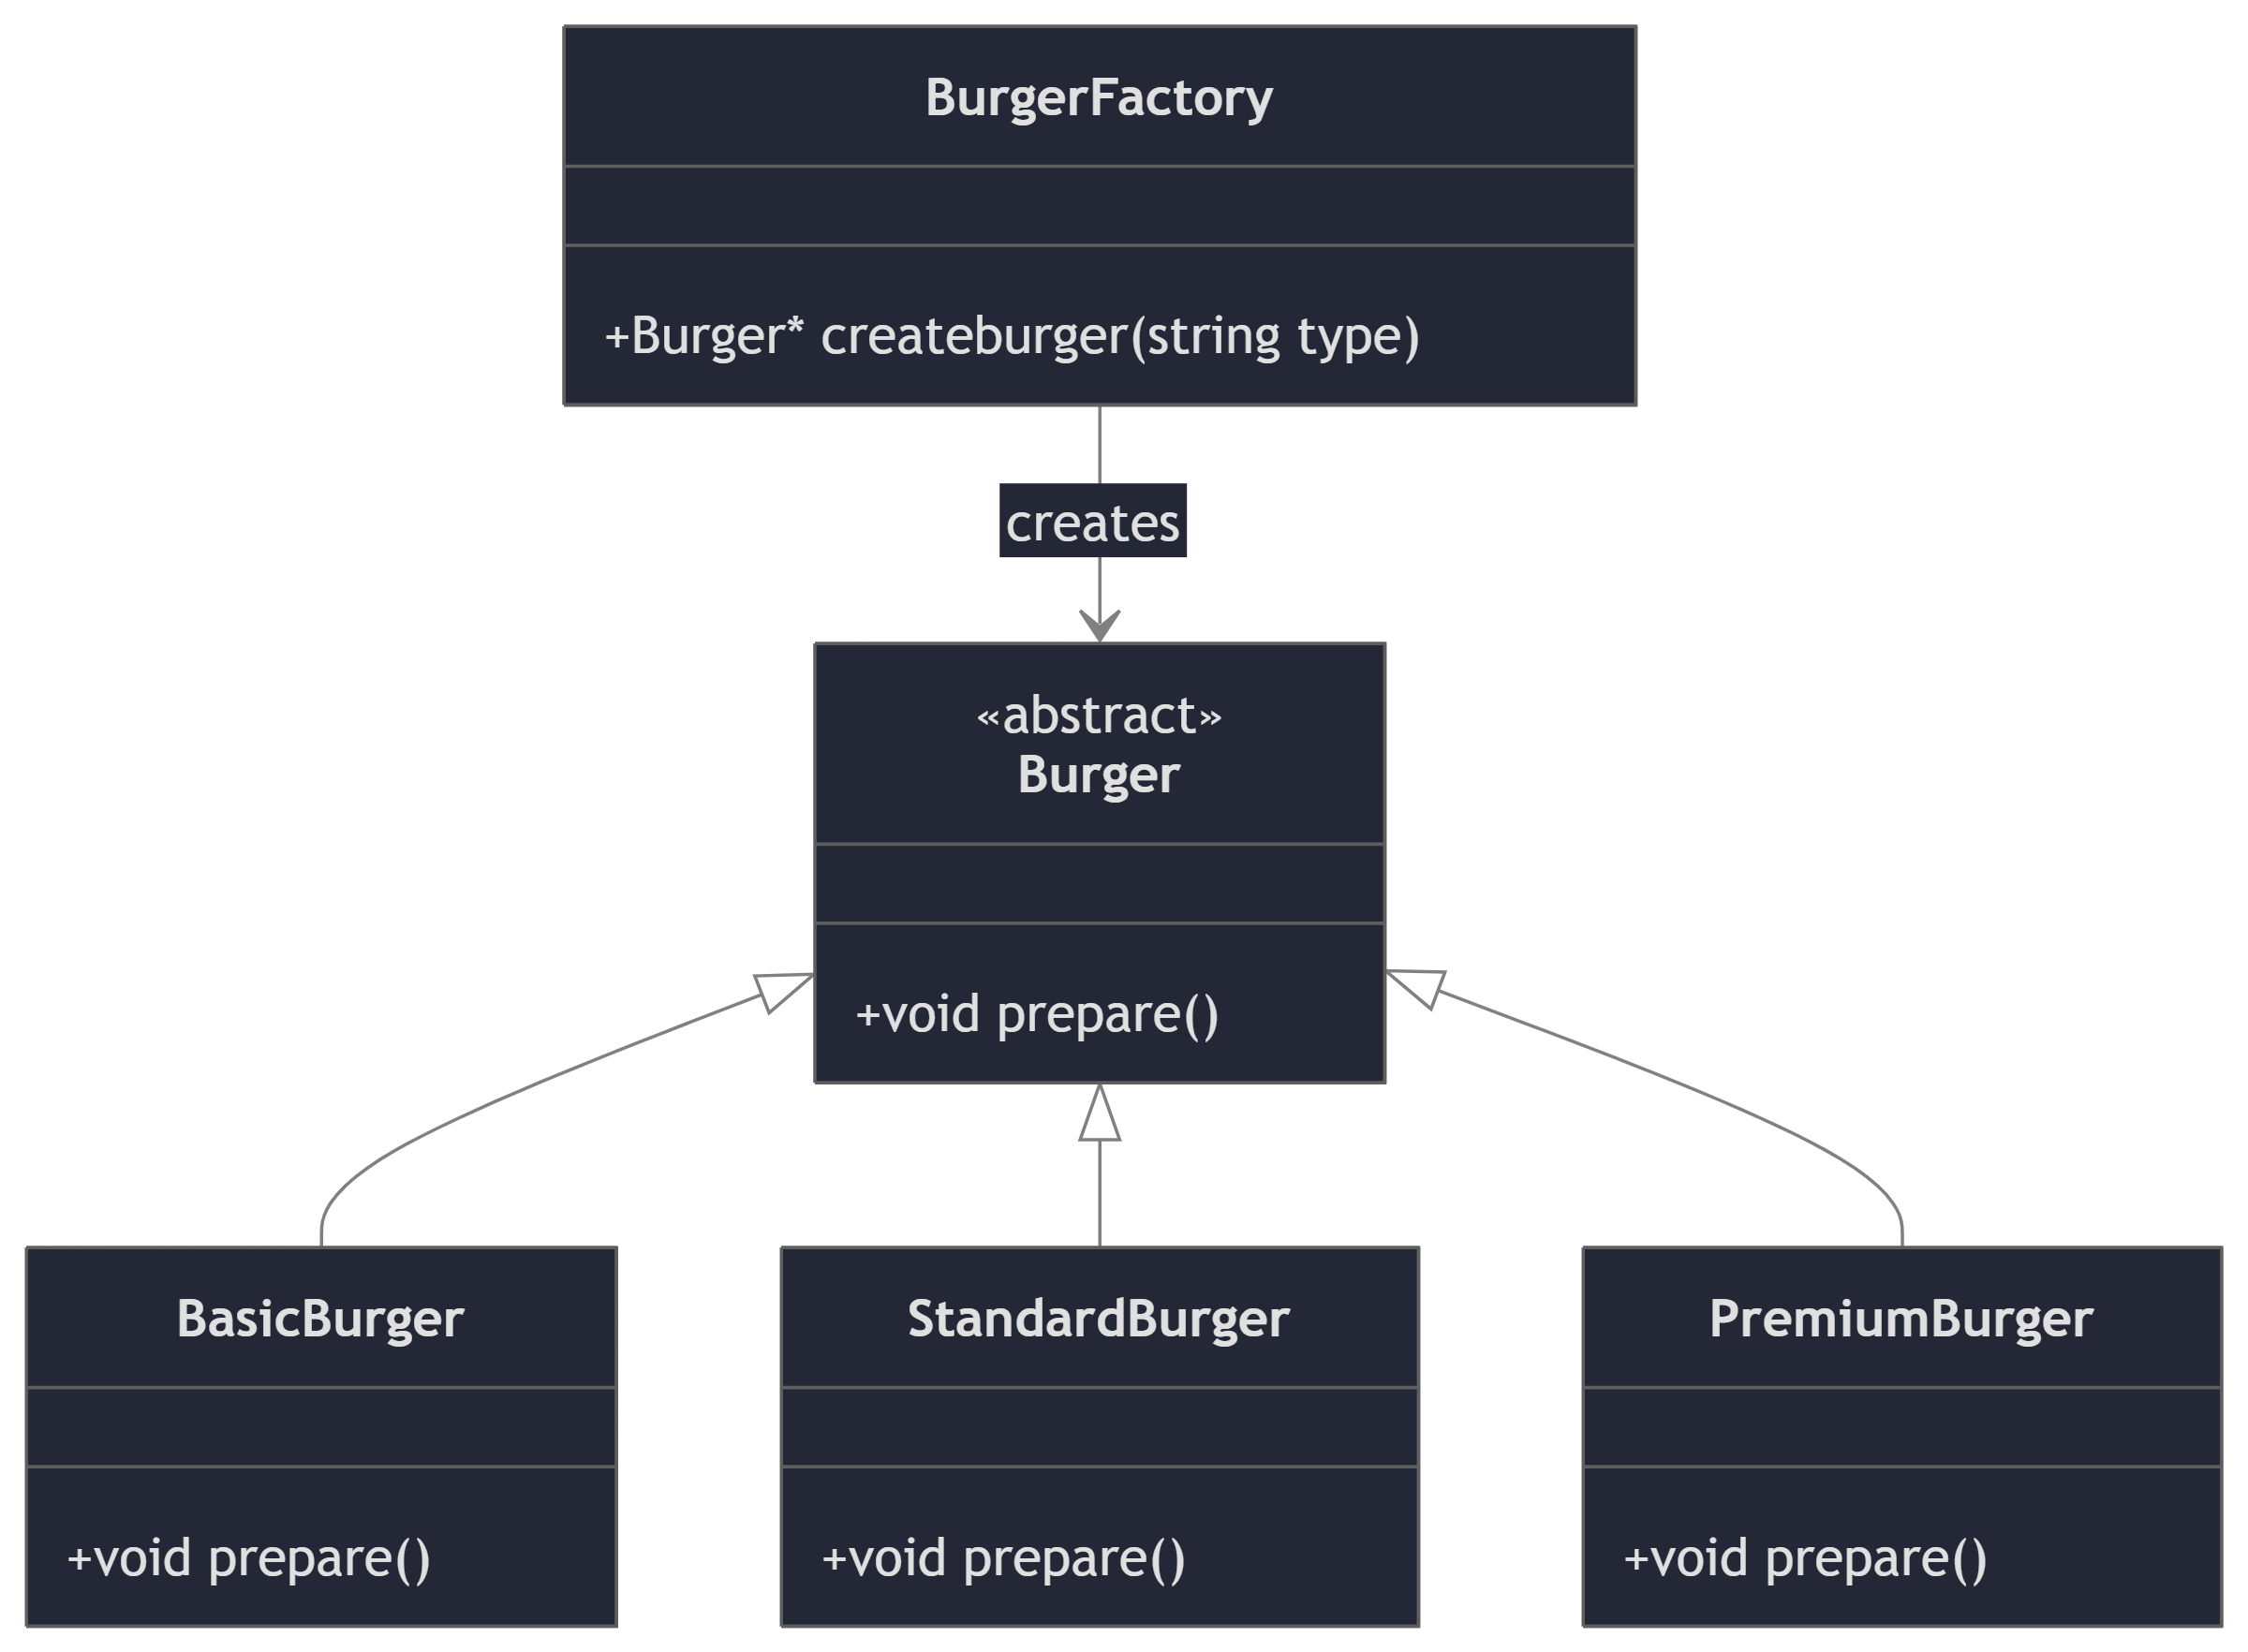 BurgerFactory
+Burger* createburger(string type)
creates
«abstract»
Burger
+void prepare()
BasicBurger
+void prepare()
StandardBurger
+void prepare()
PremiumBurger
+void prepare()